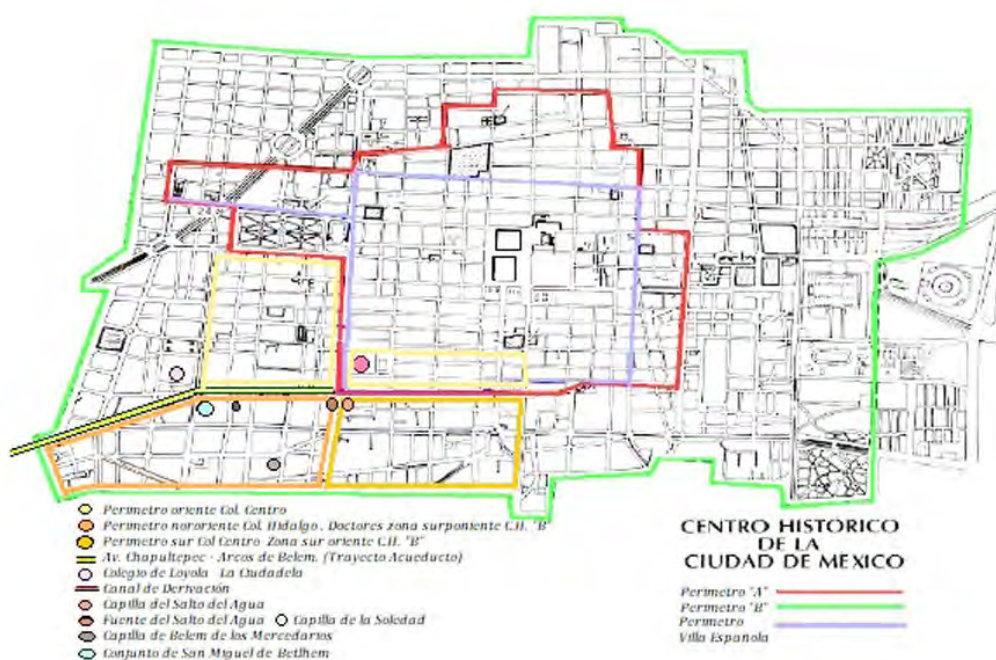 Perimetro oriente Col. Centro
Perimetro nororiente Col. Hidalgo . Doctores zona surponiente C.H. "B"
Perimetro sur Col Centro Zona sur oriente C.H. "B"
Av. Chapultepec - Arcos de Belem. (Trayecto Acueducto)
Colegio de Loyola La Ciudadela
Canal de Derivación
Capilla del Salto del Agua
Fuente del Salto del Agua Capilla de la Soledad
Capilla de Belem de los Mercedarios
Conjunto de San Miguel de Betlhem
CENTRO HISTÓRICO
DE LA
CIUDAD DE MEXICO
Perimetro "A"
Perimetro "B"
Perimetro
Villa Española